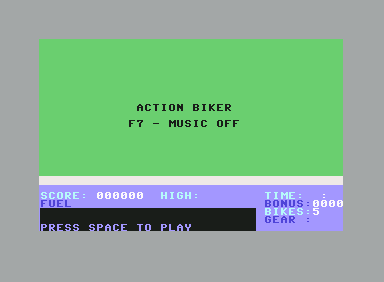 ACTION BIKER
F7 - MUSIC OFF
SCORE: 000000 HIGH: TIME: :
FUEL BONUS:0000
BIKES:5
GEAR :
PRESS SPACE TO PLAY